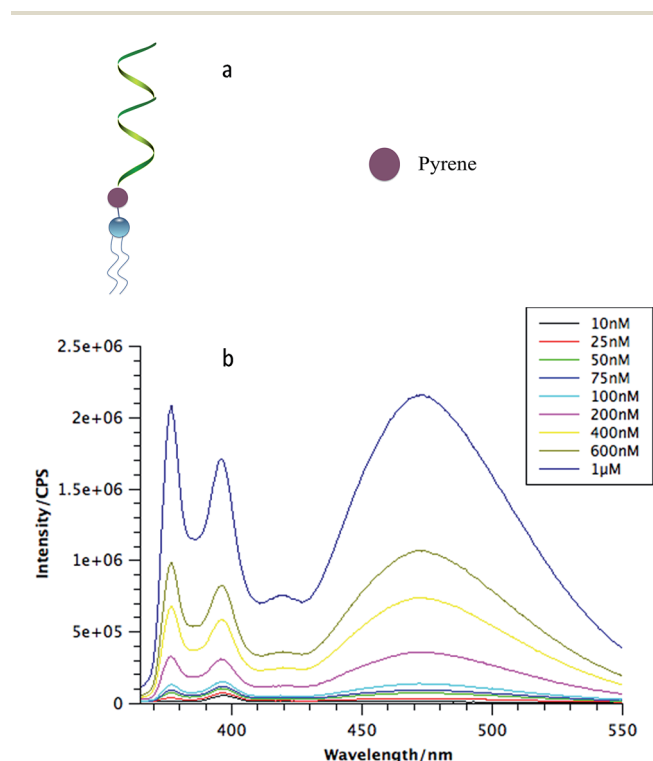 a
Pyrene
b
10nM
25nM
50nM
75nM
100nM
200nM
400nM
600nM
1μM
2.5e+06
2e+06
1.5e+06
1e+06
5e+05
0
Intensity/CPS
400
450
500
550
Wavelength/nm